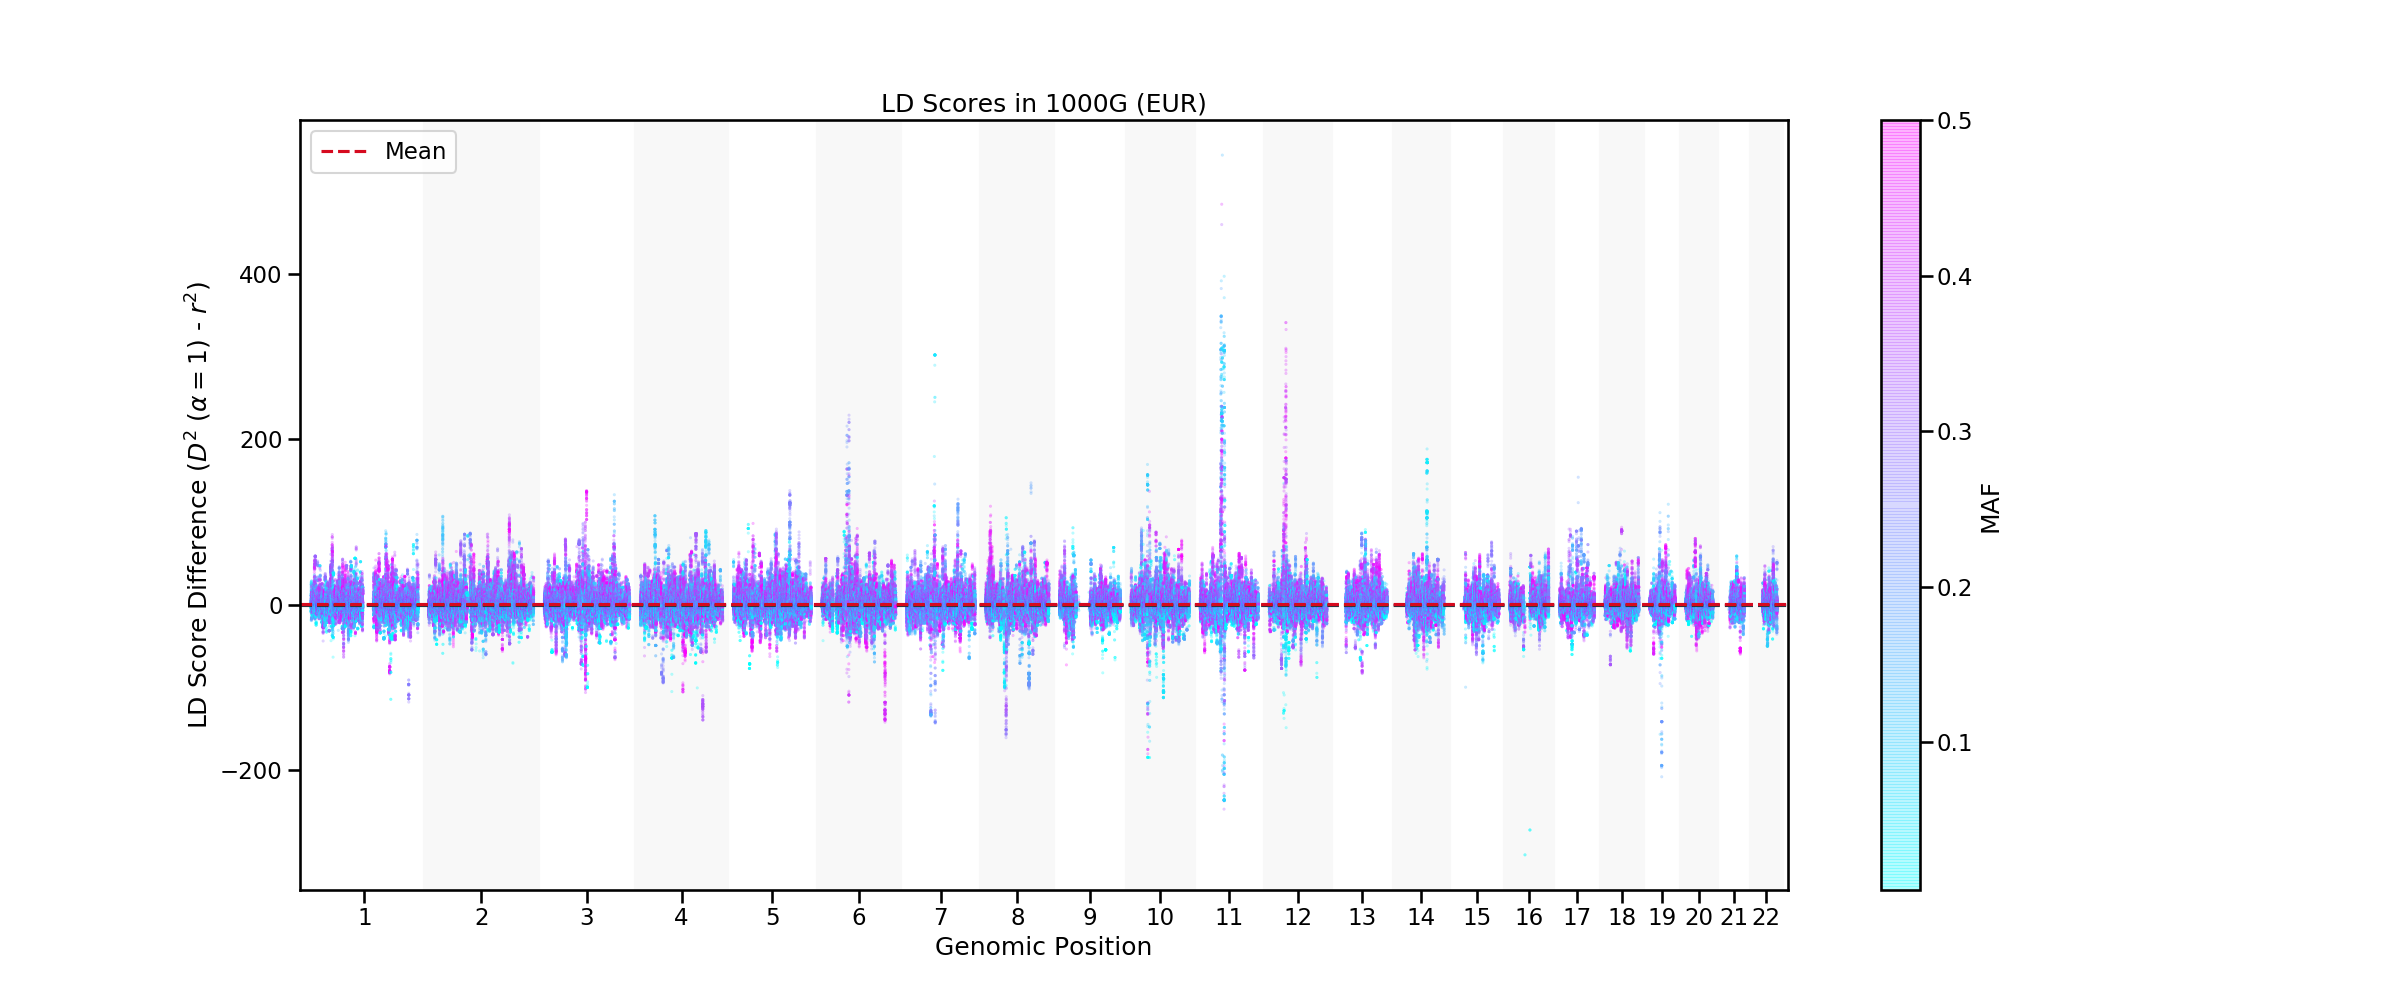 LD Scores in 1000G (EUR)
Mean
LD Score Difference (D² (α = 1) - r²)
400
200
0
−200
1 2 3 4 5 6 7 8 9 10 11 12 13 14 15 16 17 18 19 20 21 22
Genomic Position
0.5
0.4
0.3
0.2
0.1
MAF